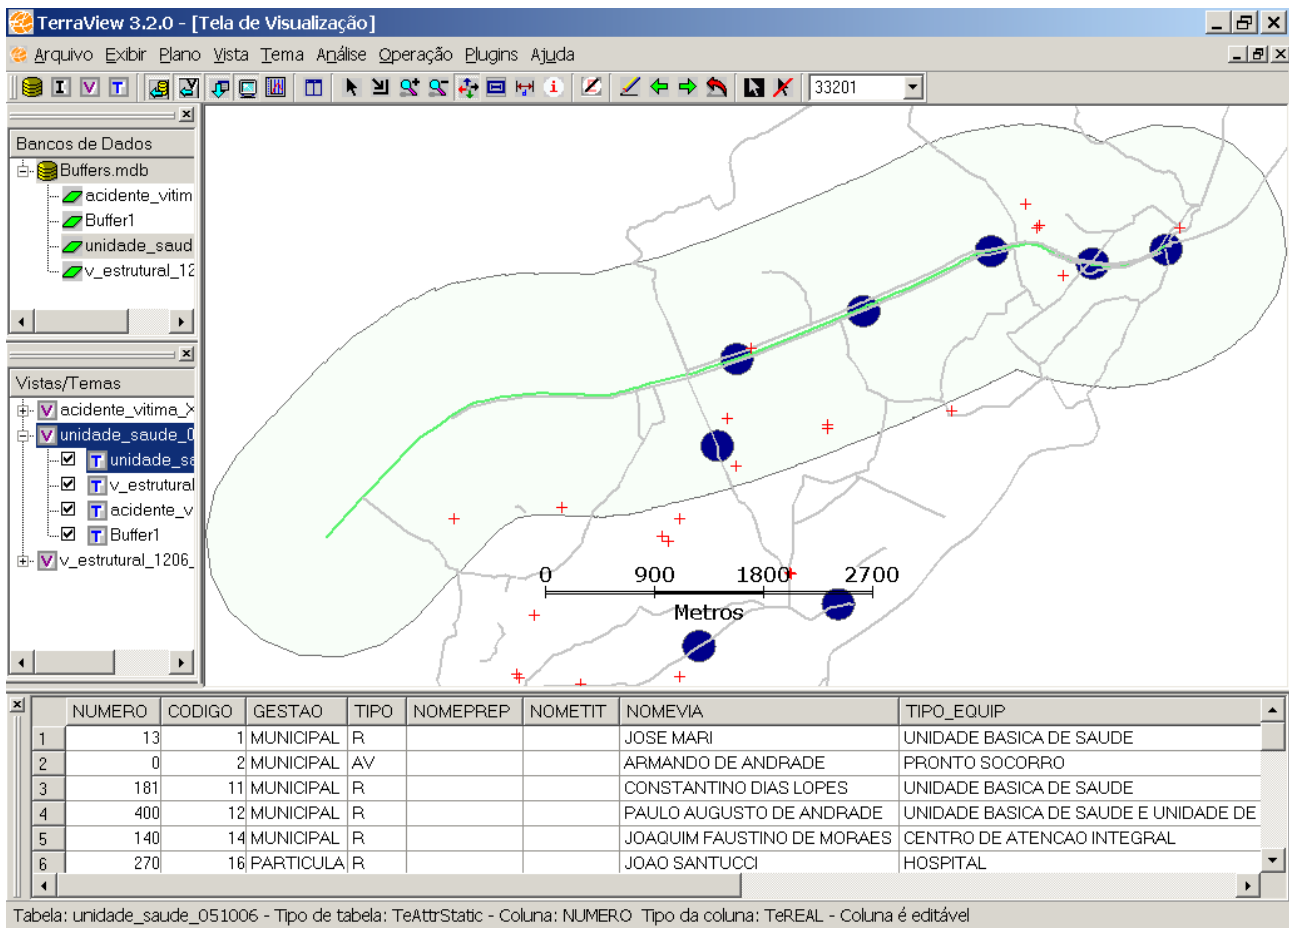 TerraView 3.2.0 - [Tela de Visualização]
Arquivo Exibir Plano Vista Tema Análise Operação Plugins Ajuda
I V T 33201
Bancos de Dados
Buffers.mdb
acidente_vitim
Buffer1
unidade_saud
v_estrutural_12
Vistas/Temas
V acidente_vitima_X
V unidade_saude_0
T unidade_sa
T v_estrutural
T acidente_v
T Buffer1
V v_estrutural_1206_
0 900 1800 2700
Metros
NUMERO CODIGO GESTAO TIPO NOMEPREP NOMETIT NOMEVIA TIPO_EQUIP
1 13 1 MUNICIPAL R JOSE MARI UNIDADE BASICA DE SAUDE
2 0 2 MUNICIPAL AV ARMANDO DE ANDRADE PRONTO SOCORRO
3 181 11 MUNICIPAL R CONSTANTINO DIAS LOPES UNIDADE BASICA DE SAUDE
4 400 12 MUNICIPAL R PAULO AUGUSTO DE ANDRADE UNIDADE BASICA DE SAUDE E UNIDADE DE
5 140 14 MUNICIPAL R JOAQUIM FAUSTINO DE MORAES CENTRO DE ATENCAO INTEGRAL
6 270 16 PARTICULA R JOAO SANTUCCI HOSPITAL
Tabela: unidade_saude_051006 - Tipo de tabela: TeAttrStatic - Coluna: NUMERO Tipo da coluna: TeREAL - Coluna é editável